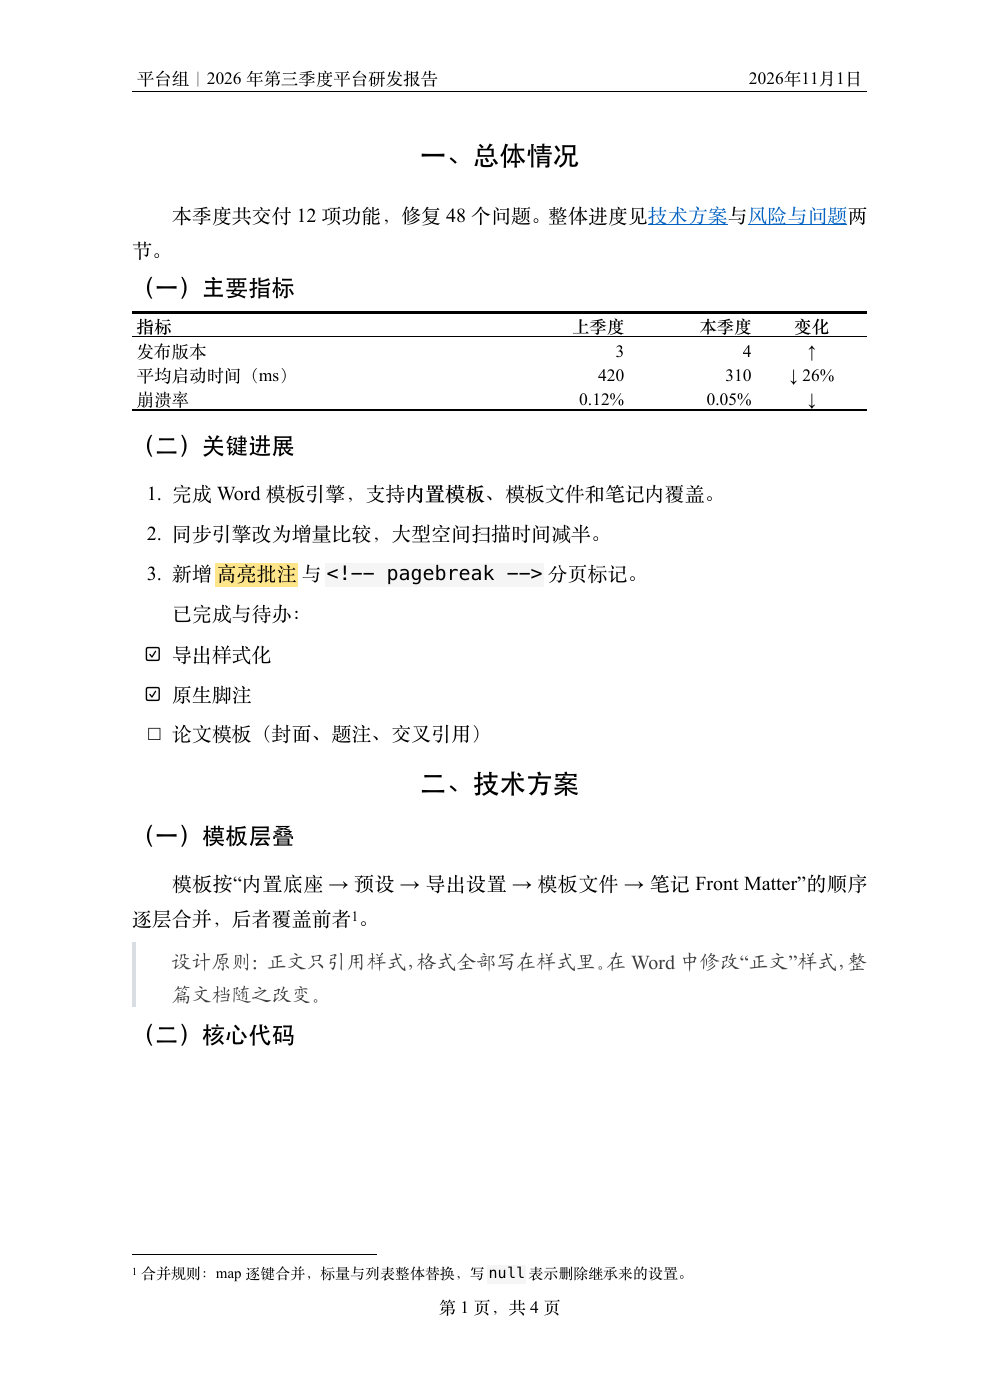 平台组｜2026 年第三季度平台研发报告 2026年11月1日
一、总体情况
本季度共交付 12 项功能，修复 48 个问题。整体进度见技术方案与风险与问题两
节。
（一）主要指标
指标 上季度 本季度 变化
发布版本 3 4 ↑
平均启动时间（ms） 420 310 ↓26%
崩溃率 0.12% 0.05% ↓
（二）关键进展
1. 完成 Word 模板引擎，支持内置模板、模板文件和笔记内覆盖。
2. 同步引擎改为增量比较，大型空间扫描时间减半。
3. 新增 高亮批注 与 <!-- pagebreak --> 分页标记。
已完成与待办：
☑ 导出样式化
☑ 原生脚注
☐ 论文模板（封面、题注、交叉引用）
二、技术方案
（一）模板层叠
模板按“内置底座 → 预设 → 导出设置 → 模板文件 → 笔记 Front Matter”的顺序
逐层合并，后者覆盖前者¹。
设计原则：正文只引用样式，格式全部写在样式里。在 Word 中修改“正文”样式，整
篇文档随之改变。
（二）核心代码
¹ 合并规则：map 逐键合并，标量与列表整体替换，写 null 表示删除继承来的设置。
第 1 页，共 4 页